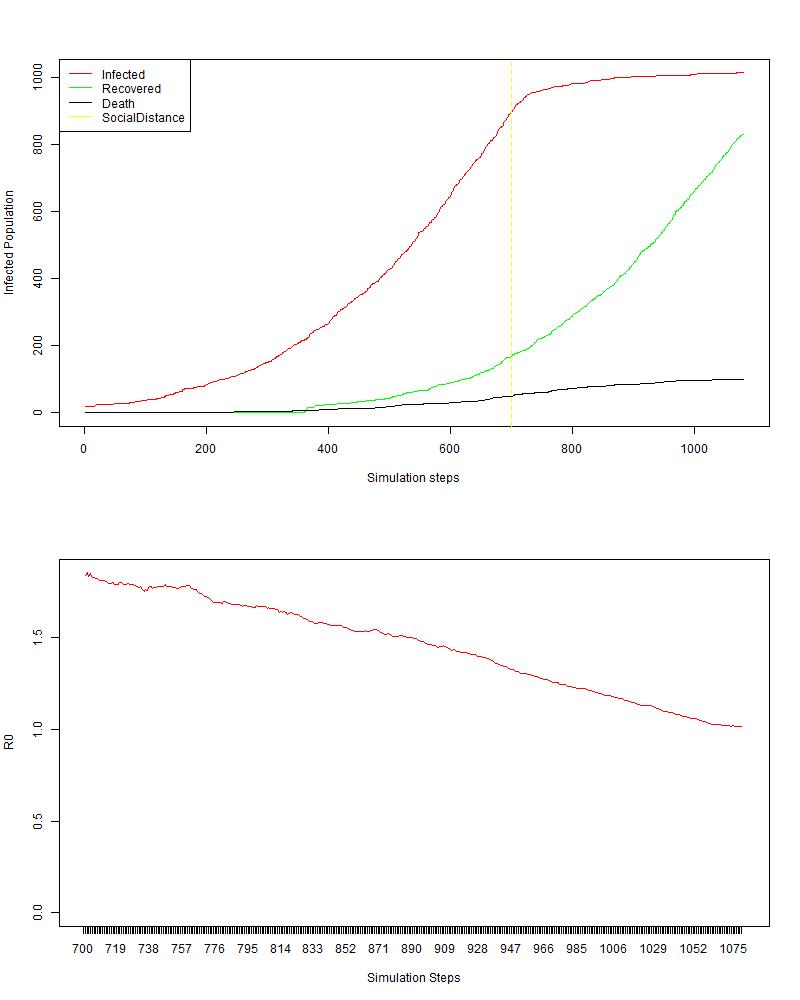 Infected
Recovered
Death
SocialDistance
Infected Population
0 200 400 600 800 1000
0 200 400 600 800 1000
Simulation steps
R0
0.0 0.5 1.0 1.5
700 719 738 757 776 795 814 833 852 871 890 909 928 947 966 985 1006 1029 1052 1075
Simulation Steps